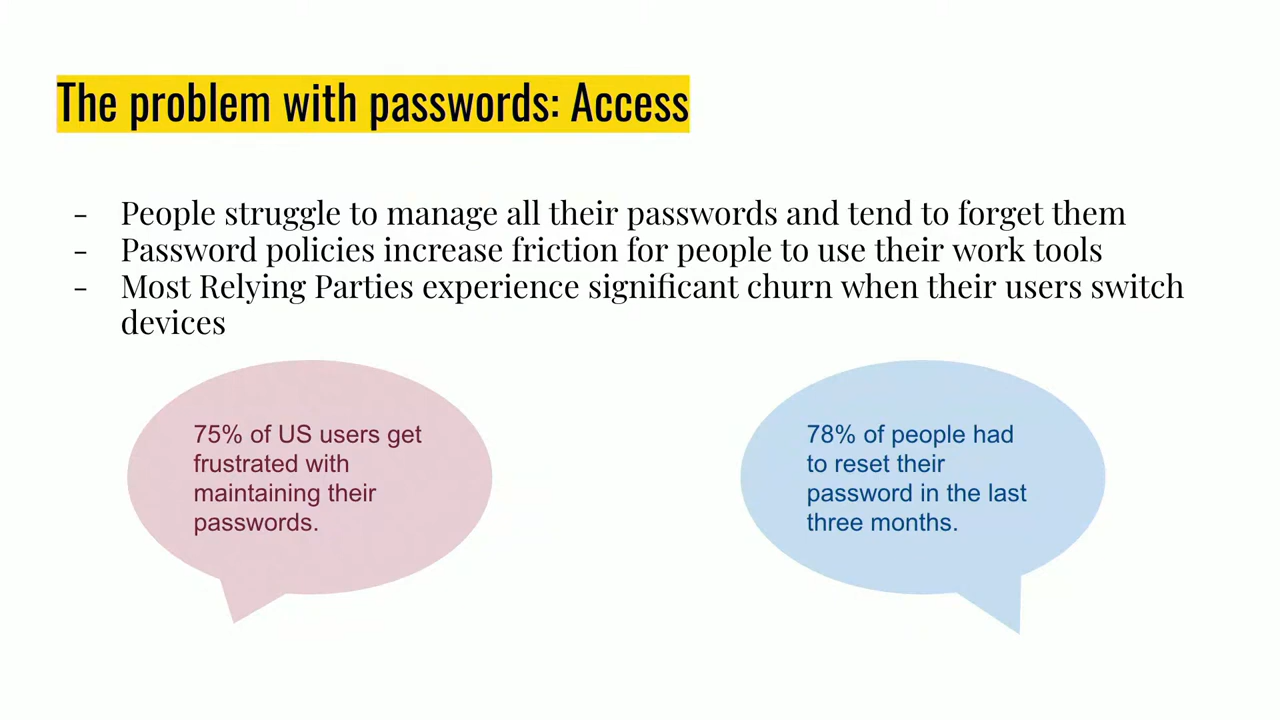 The problem with passwords: Access
- People struggle to manage all their passwords and tend to forget them
- Password policies increase friction for people to use their work tools
- Most Relying Parties experience significant churn when their users switch
devices
75% of US users get
frustrated with
maintaining their
passwords.
78% of people had
to reset their
password in the last
three months.